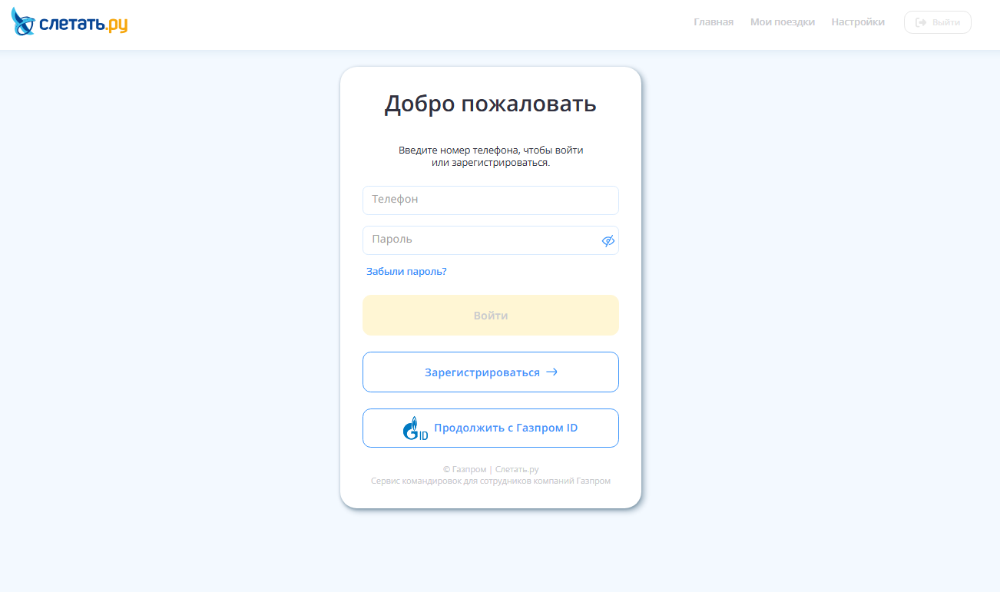 слетать.ру
Главная Мои поездки Настройки Выйти
Добро пожаловать
Введите номер телефона, чтобы войти
или зарегистрироваться.
Телефон
Пароль
Забыли пароль?
Войти
Зарегистрироваться →
ID Продолжить с Газпром ID
© Газпром | Слетать.ру
Сервис командировок для сотрудников компаний Газпром